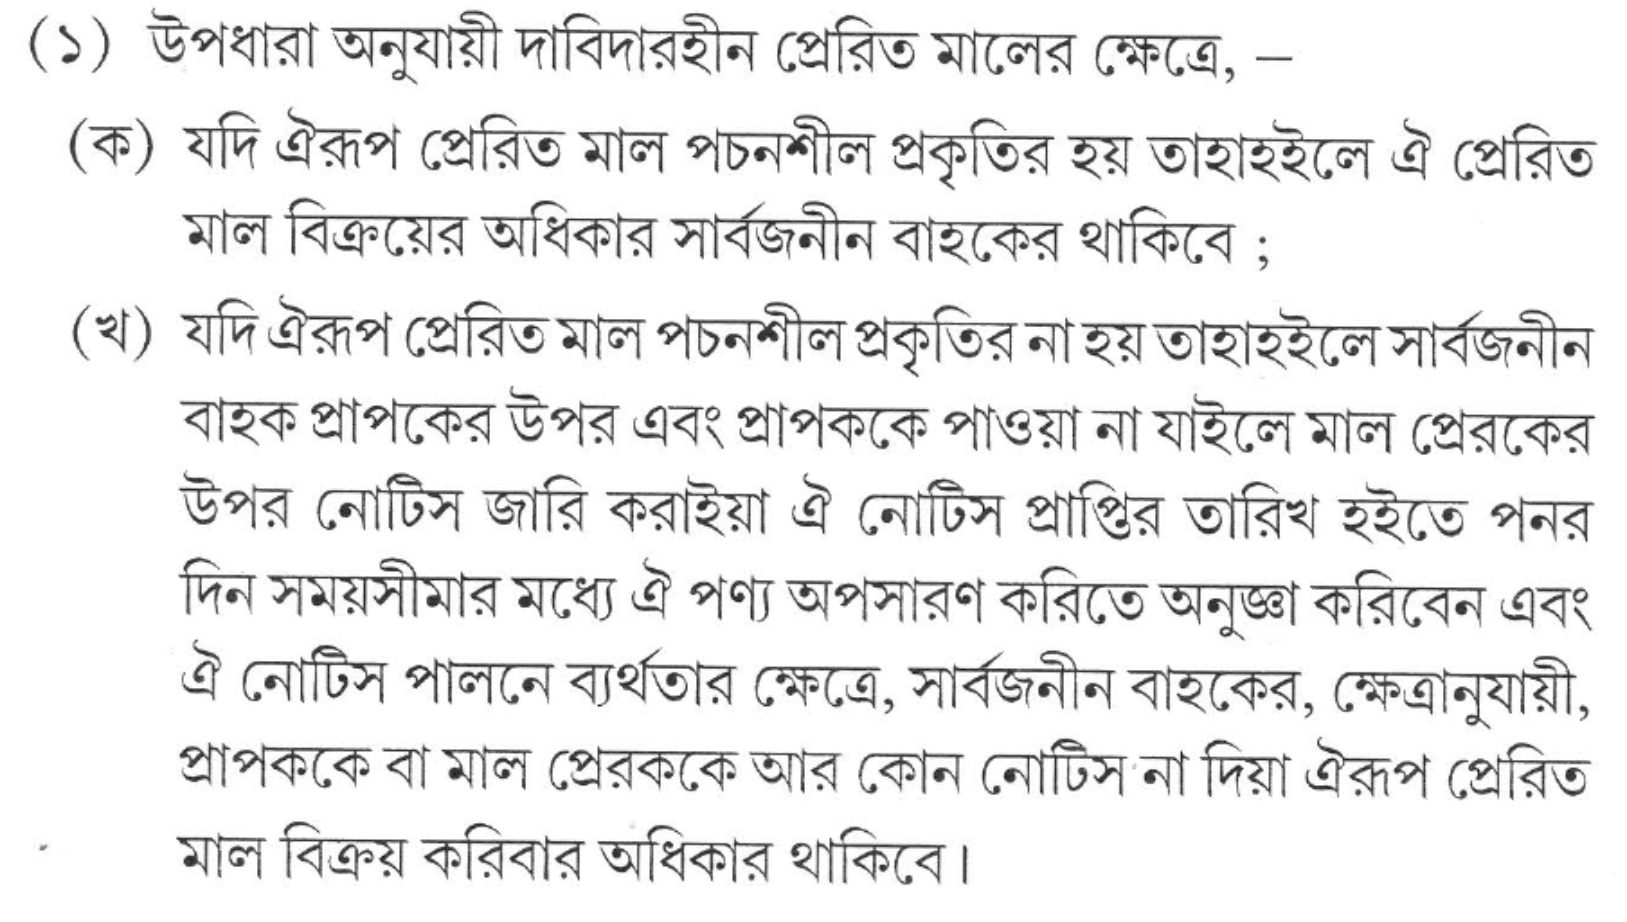 (১) উপধারা অনুযায়ী দাবিদারহীন প্রেরিত মালের ক্ষেত্রে, —
(ক) যদি ঐরূপ প্রেরিত মাল পচনশীল প্রকৃতির হয় তাহাহইলে ঐ প্রেরিত
মাল বিক্রয়ের অধিকার সার্বজনীন বাহকের থাকিবে ;
(খ) যদি ঐরূপ প্রেরিত মাল পচনশীল প্রকৃতির না হয় তাহাহইলে সার্বজনীন
বাহক প্রাপকের উপর এবং প্রাপককে পাওয়া না যাইলে মাল প্রেরকের
উপর নোটিস জারি করাইয়া ঐ নোটিস প্রাপ্তির তারিখ হইতে পনর
দিন সময়সীমার মধ্যে ঐ পণ্য অপসারণ করিতে অনুজ্ঞা করিবেন এবং
ঐ নোটিস পালনে ব্যর্থতার ক্ষেত্রে, সার্বজনীন বাহকের, ক্ষেত্রানুযায়ী,
প্রাপককে বা মাল প্রেরককে আর কোন নোটিস না দিয়া ঐরূপ প্রেরিত
মাল বিক্রয় করিবার অধিকার থাকিবে।